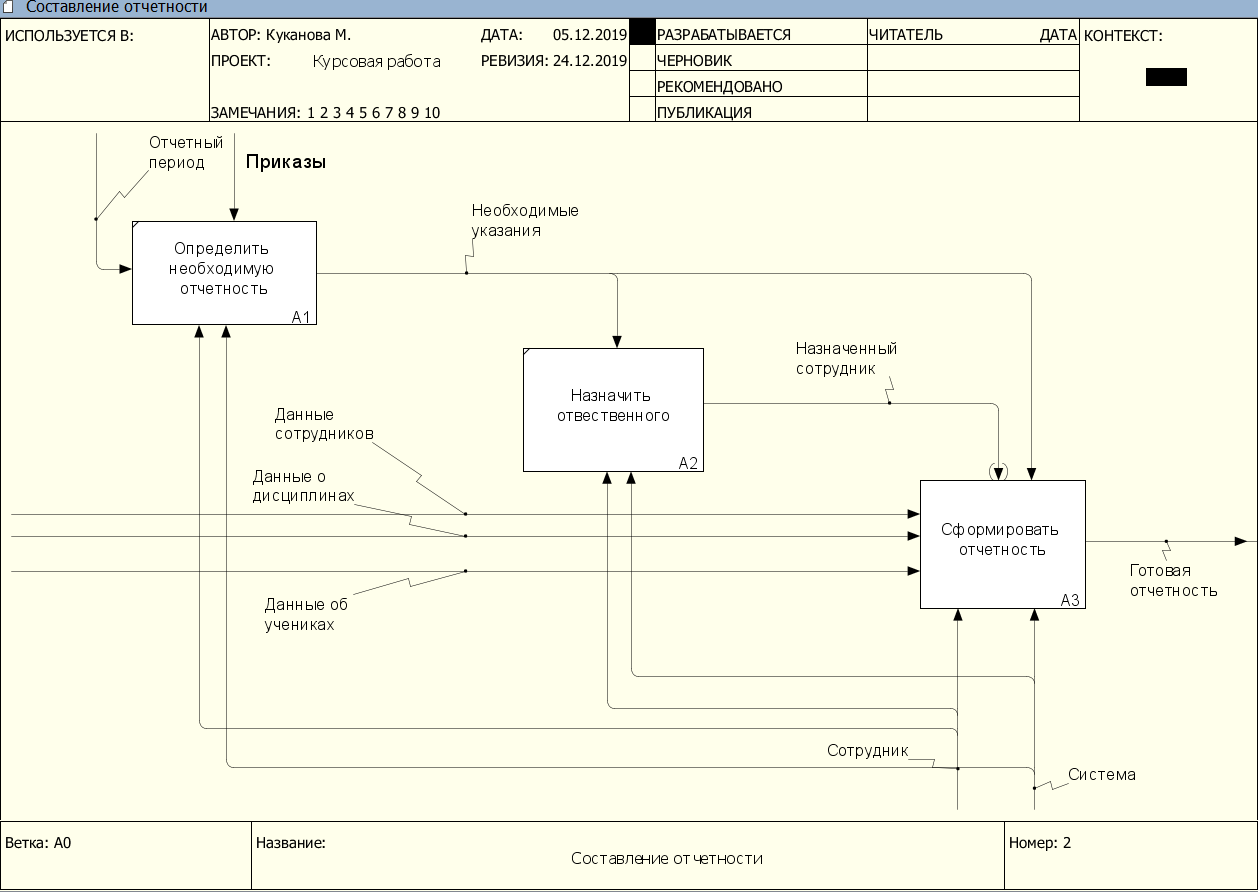 Составление отчетности
ИСПОЛЬЗУЕТСЯ В:
АВТОР: Куканова М.
ДАТА: 05.12.2019
РАЗРАБАТЫВАЕТСЯ
ЧИТАТЕЛЬ
ДАТА
КОНТЕКСТ:
ПРОЕКТ: Курсовая работа
РЕВИЗИЯ: 24.12.2019
ЧЕРНОВИК
РЕКОМЕНДОВАНО
ЗАМЕЧАНИЯ: 1 2 3 4 5 6 7 8 9 10
ПУБЛИКАЦИЯ
Отчетный
период
Приказы
Определить
необходимую
отчетность
A1
Необходимые
указания
Назначить
отвественного
A2
Назначенный
сотрудник
Данные
сотрудников
Данные о
дисциплинах
Данные об
учениках
Сформировать
отчетность
A3
Готовая
отчетность
Сотрудник
Система
Ветка: A0
Название:
Составление отчетности
Номер: 2